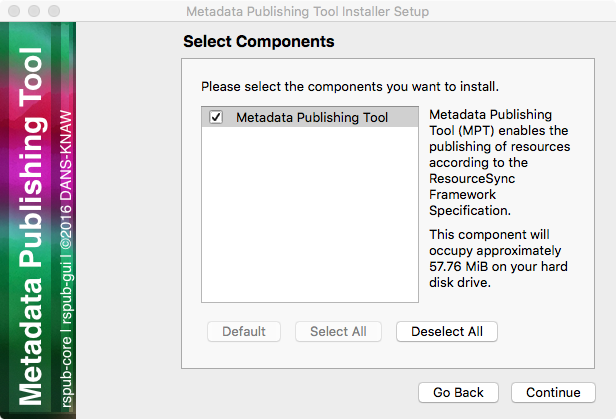 Metadata Publishing Tool Installer Setup
Metadata Publishing Tool
rspub-core | rspub-gui | ©2016 DANS-KNAW
Select Components
Please select the components you want to install.
Metadata Publishing Tool
Metadata Publishing
Tool (MPT) enables the
publishing of resources
according to the
ResourceSync
Framework
Specification.
This component will
occupy approximately
57.76 MiB on your hard
disk drive.
Default
Select All
Deselect All
Go Back
Continue